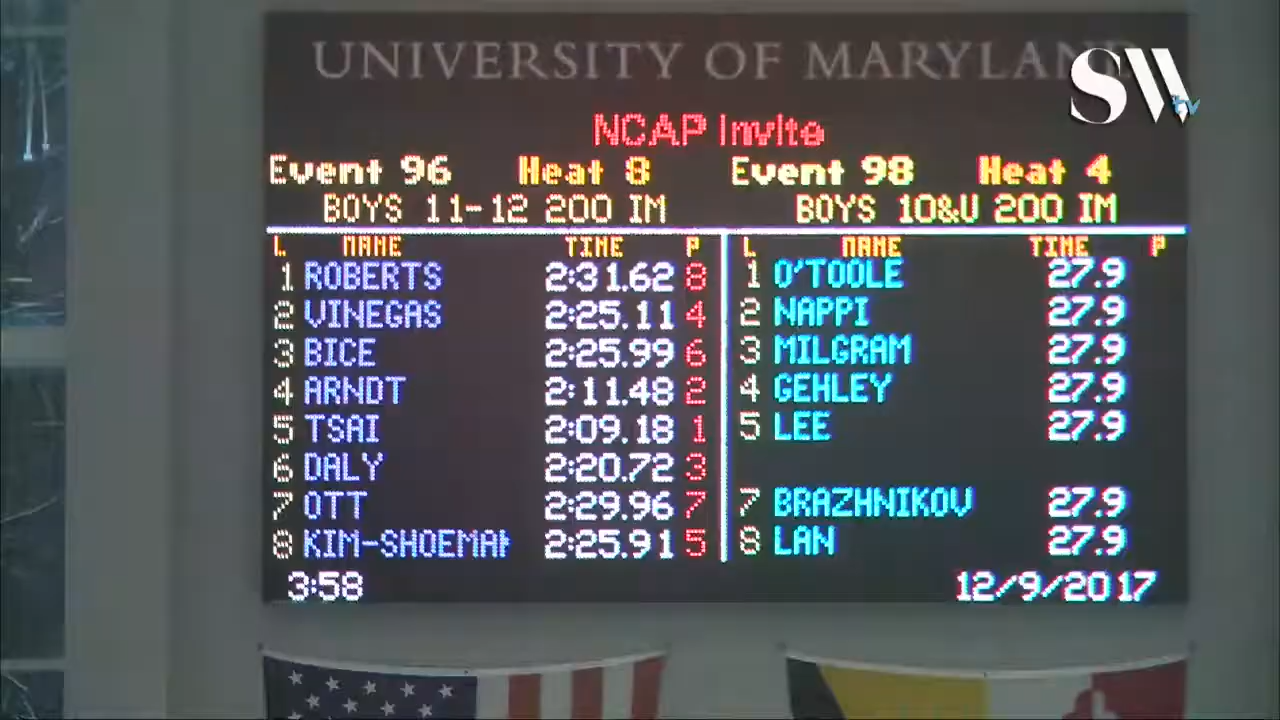 UNIVERSITY OF MARYLAND
SW tv
NCAP Invite
Event 96 Heat 8
BOYS 11-12 200 IM
L NAME TIME P
1 ROBERTS 2:31.62 8
2 VINEGAS 2:25.11 4
3 BICE 2:25.99 6
4 ARNDT 2:11.48 2
5 TSAI 2:09.18 1
6 DALY 2:20.72 3
7 OTT 2:29.96 7
8 KIM-SHOEMA 2:25.91 5
3:58
Event 98 Heat 4
BOYS 10&U 200 IM
L NAME TIME P
1 O'TOOLE 27.9
2 NAPPI 27.9
3 MILGRAM 27.9
4 GEHLEY 27.9
5 LEE 27.9
7 BRAZHNIKOV 27.9
8 LAN 27.9
12/9/2017